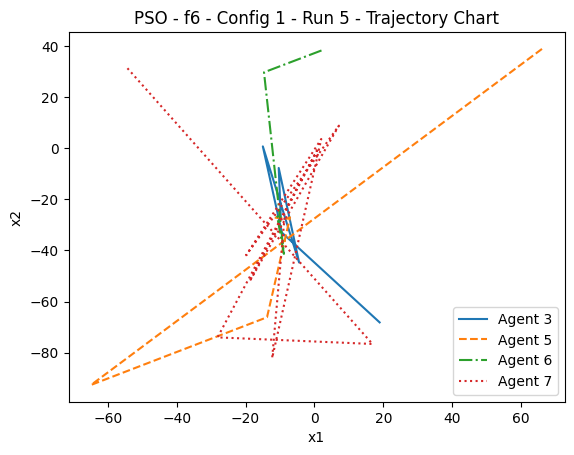 PSO - f6 - Config 1 - Run 5 - Trajectory Chart
40
20
0
−20
−40
−60
−80
x2
−60 −40 −20 0 20 40 60
x1
Agent 3
Agent 5
Agent 6
Agent 7